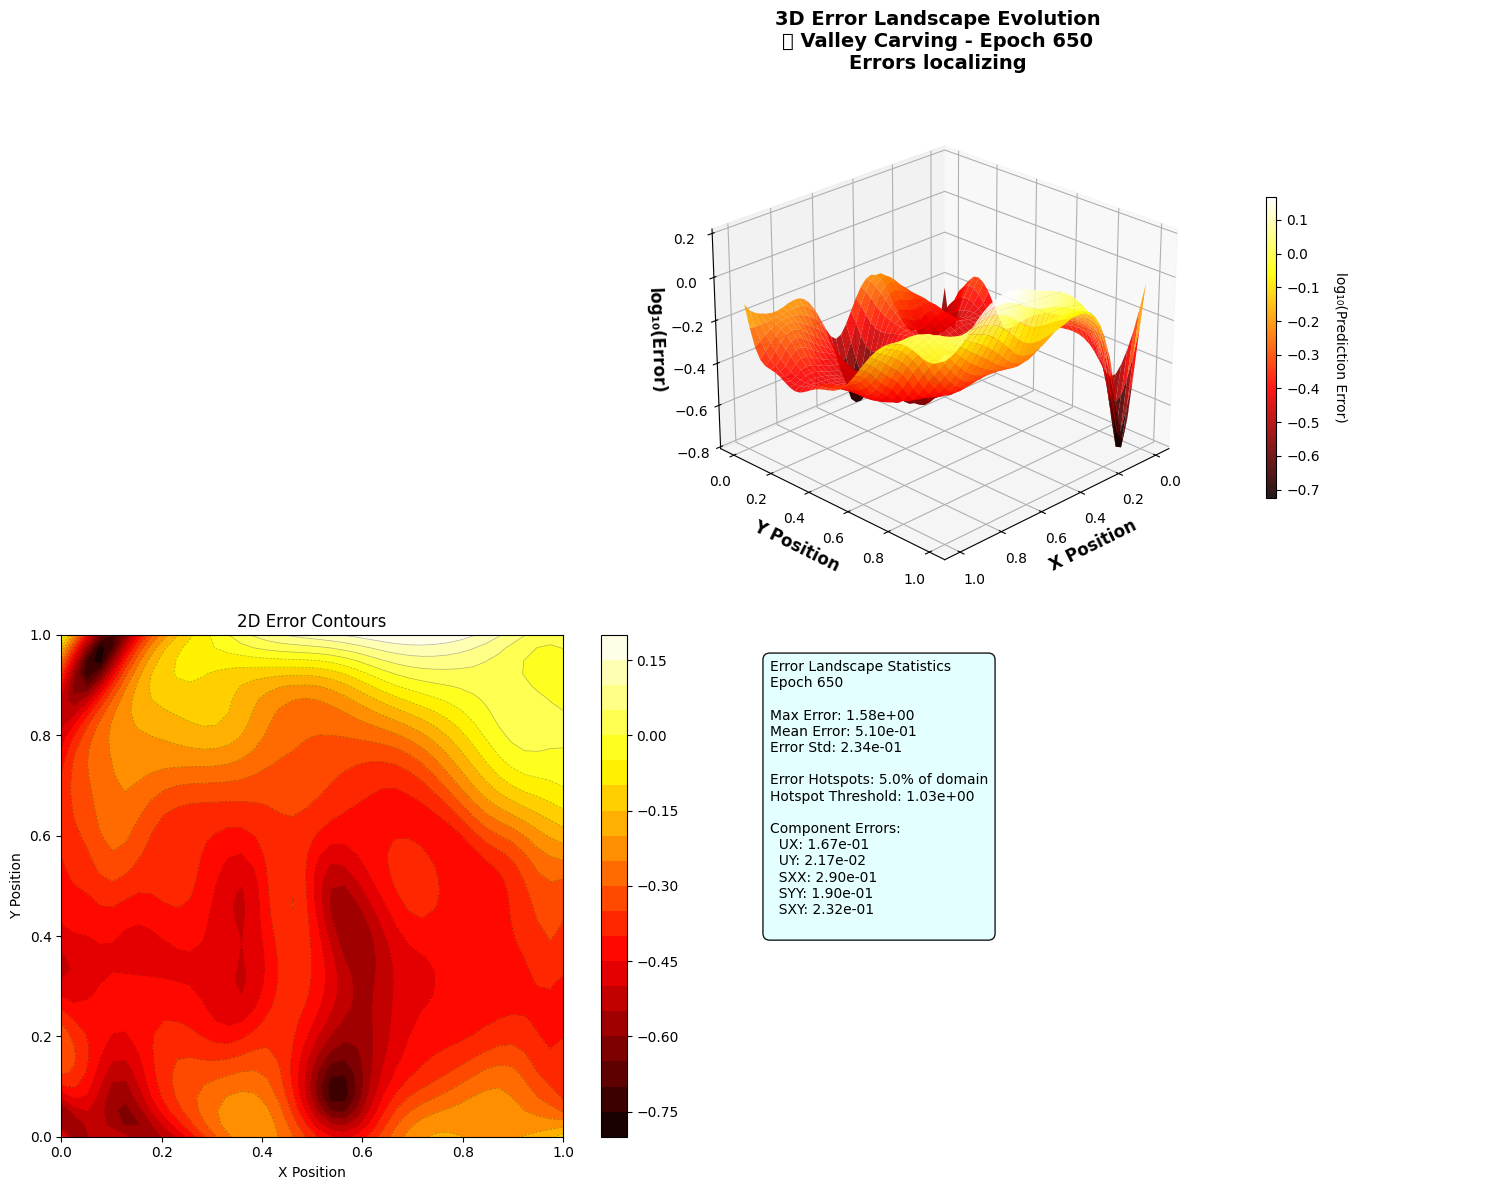 3D Error Landscape Evolution
▯ Valley Carving - Epoch 650
Errors localizing
0.2
0.0
−0.2
−0.4
−0.6
−0.8
log₁₀(Error)
0.0
0.2
0.4
0.6
0.8
1.0
Y Position
0.0
0.2
0.4
0.6
0.8
1.0
X Position
0.1
0.0
−0.1
−0.2
−0.3
−0.4
−0.5
−0.6
−0.7
log₁₀(Prediction Error)
2D Error Contours
1.0
0.8
0.6
0.4
0.2
0.0
Y Position
0.0
0.2
0.4
0.6
0.8
1.0
X Position
0.15
0.00
−0.15
−0.30
−0.45
−0.60
−0.75
Error Landscape Statistics
Epoch 650
Max Error: 1.58e+00
Mean Error: 5.10e-01
Error Std: 2.34e-01
Error Hotspots: 5.0% of domain
Hotspot Threshold: 1.03e+00
Component Errors:
UX: 1.67e-01
UY: 2.17e-02
SXX: 2.90e-01
SYY: 1.90e-01
SXY: 2.32e-01